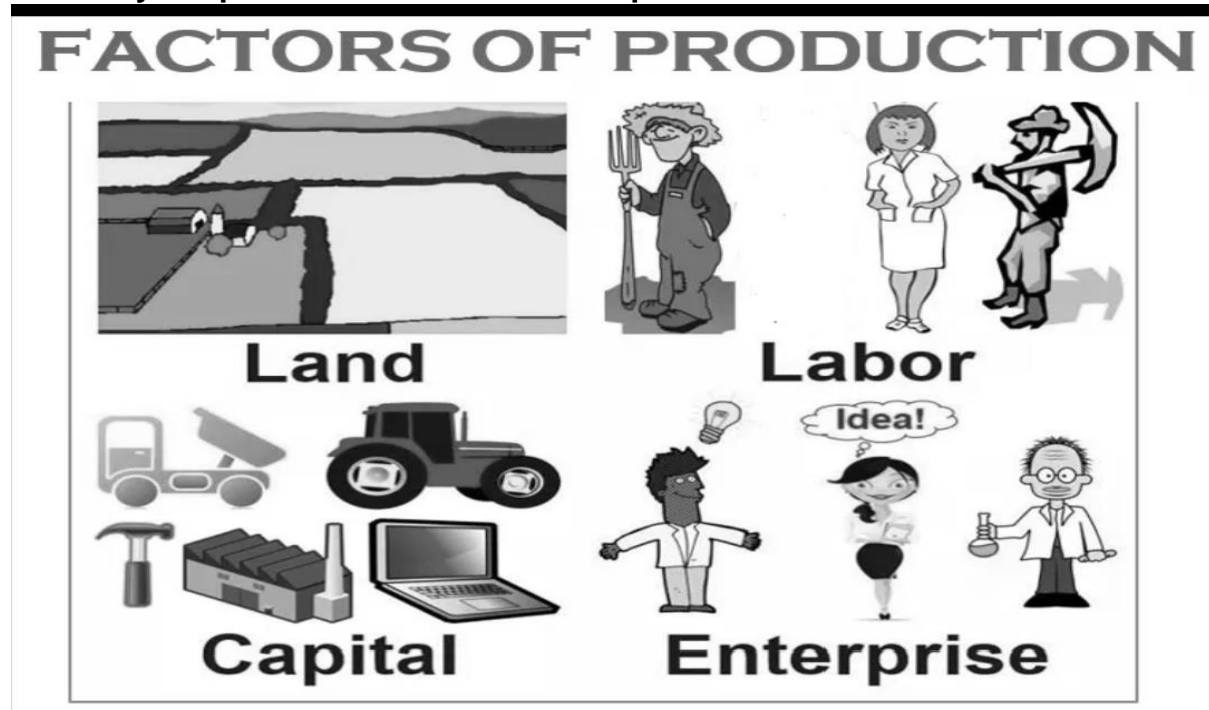 FACTORS OF PRODUCTION
Land
Labor
Idea!
Capital
Enterprise